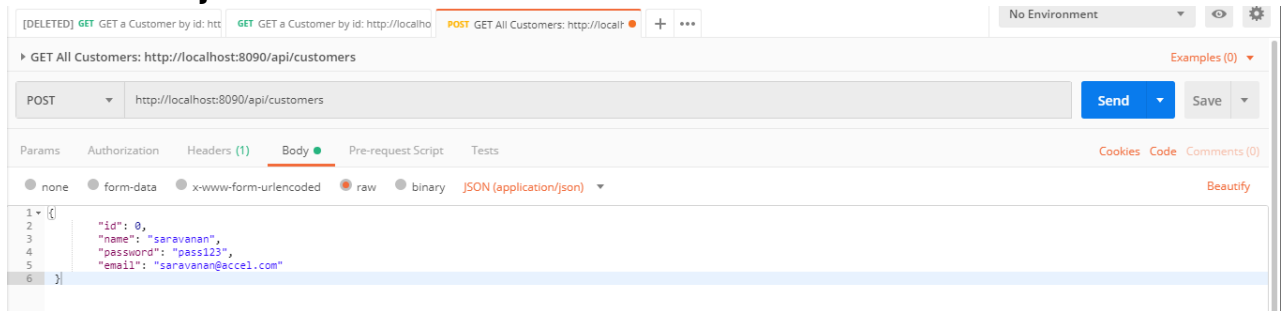 [DELETED] GET GET a Customer by id: htt GET GET a Customer by id: http://localho POST GET All Customers: http://localh + ••• No Environment
GET All Customers: http://localhost:8090/api/customers Examples (0)
POST http://localhost:8090/api/customers Send Save
Params Authorization Headers (1) Body Pre-request Script Tests Cookies Code Comments (0)
none form-data x-www-form-urlencoded raw binary JSON (application/json) Beautify
1 {
2 "id": 0,
3 "name": "saravanan",
4 "password": "pass123",
5 "email": "saravanan@accel.com"
6 }